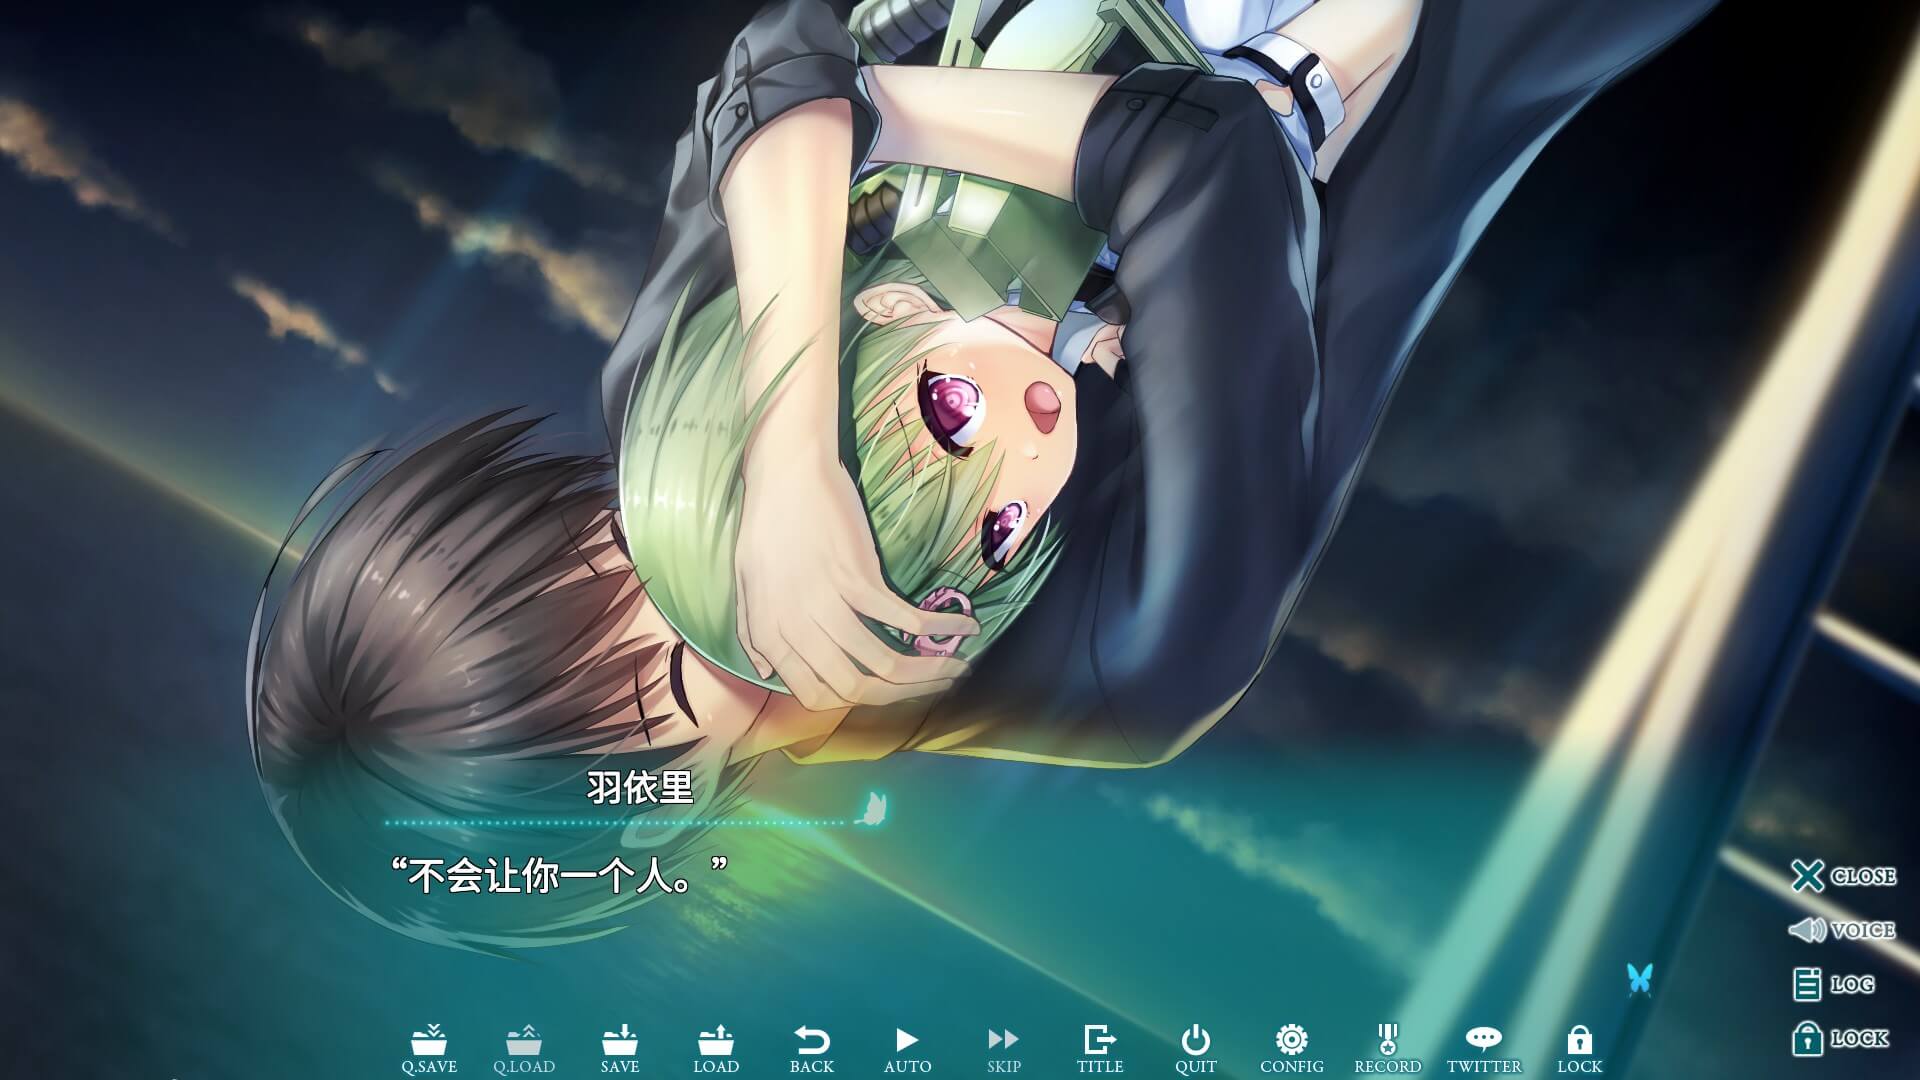 羽依里
“不会让你一个人。”
CLOSE
VOICE
LOG
LOCK
Q.SAVE
Q.LOAD
SAVE
LOAD
BACK
AUTO
SKIP
TITLE
QUIT
CONFIG
RECORD
TWITTER
LOCK